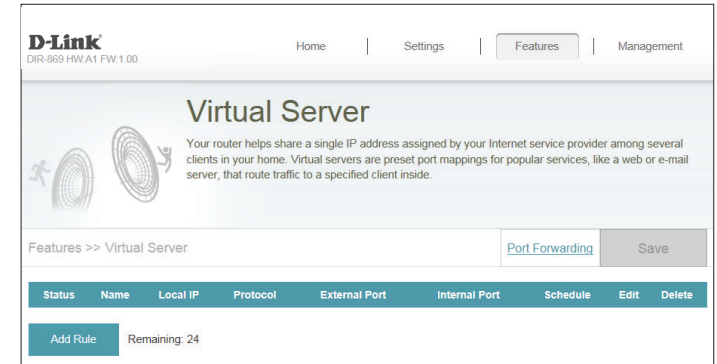 D-Link
DIR-869 HW:A1 FW:1.00
Home | Settings | Features | Management
Virtual Server
Your router helps share a single IP address assigned by your Internet service provider among several
clients in your home. Virtual servers are preset port mappings for popular services, like a web or e-mail
server, that route traffic to a specified client inside.
Features >> Virtual Server Port Forwarding Save
Status Name Local IP Protocol External Port Internal Port Schedule Edit Delete
Add Rule Remaining: 24